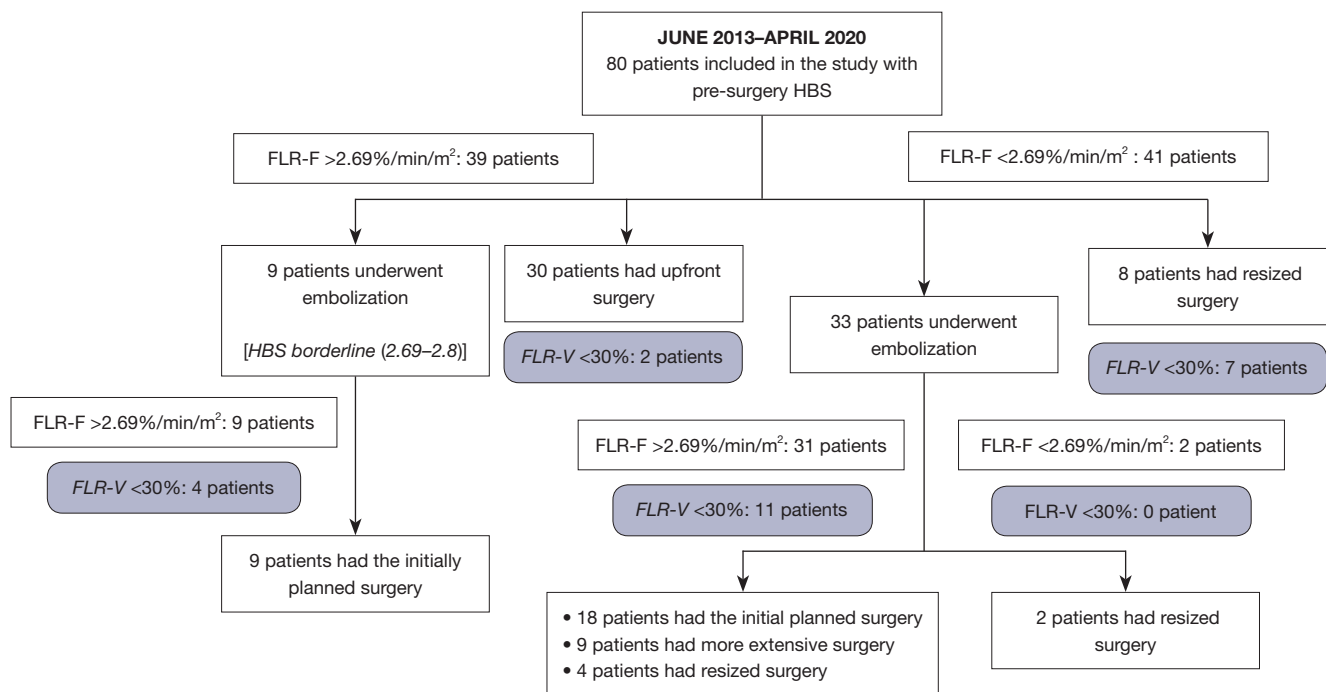 JUNE 2013–APRIL 2020
80 patients included in the study with
pre-surgery HBS
FLR-F >2.69%/min/m²: 39 patients
FLR-F <2.69%/min/m² : 41 patients
9 patients underwent
embolization
[HBS borderline (2.69–2.8)]
30 patients had upfront
surgery
FLR-V <30%: 2 patients
33 patients underwent
embolization
8 patients had resized
surgery
FLR-V <30%: 7 patients
FLR-F >2.69%/min/m²: 9 patients
FLR-V <30%: 4 patients
FLR-F >2.69%/min/m²: 31 patients
FLR-V <30%: 11 patients
FLR-F <2.69%/min/m²: 2 patients
FLR-V <30%: 0 patient
9 patients had the initially
planned surgery
• 18 patients had the initial planned surgery
• 9 patients had more extensive surgery
• 4 patients had resized surgery
2 patients had resized
surgery